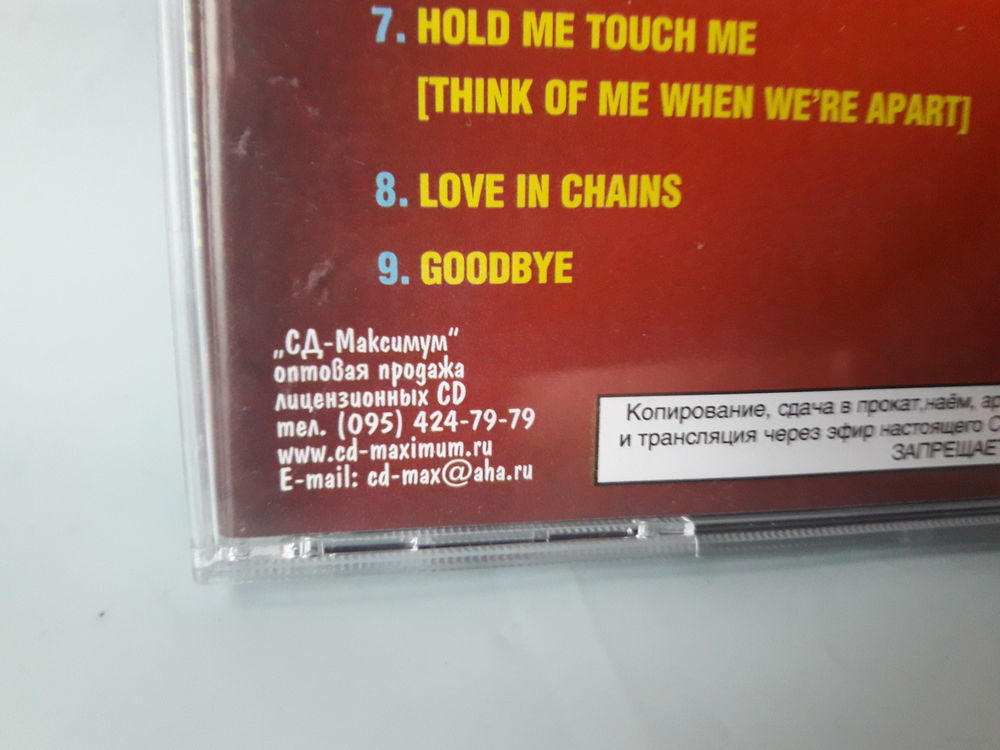 7. HOLD ME TOUCH ME
[THINK OF ME WHEN WE'RE APART]
8. LOVE IN CHAINS
9. GOODBYE
„СД-Максимум“
оптовая продажа
лицензионных CD
тел. (095) 424-79-79
www.cd-maximum.ru
E-mail: cd-max@aha.ru
Копирование, сдача в прокат,наём,
и трансляция через эфир настоящего